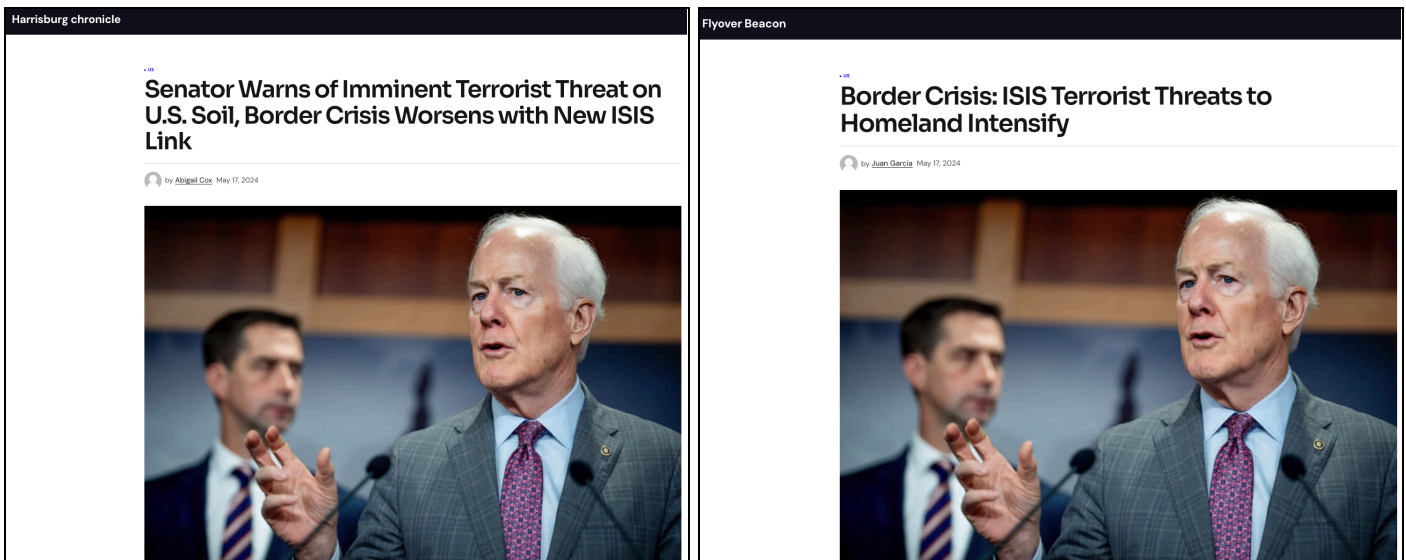 Harrisburg chronicle
US
Senator Warns of Imminent Terrorist Threat on
U.S. Soil, Border Crisis Worsens with New ISIS
Link
by Abigail Cox May 17, 2024
Flyover Beacon
US
Border Crisis: ISIS Terrorist Threats to
Homeland Intensify
by Juan Garcia May 17, 2024